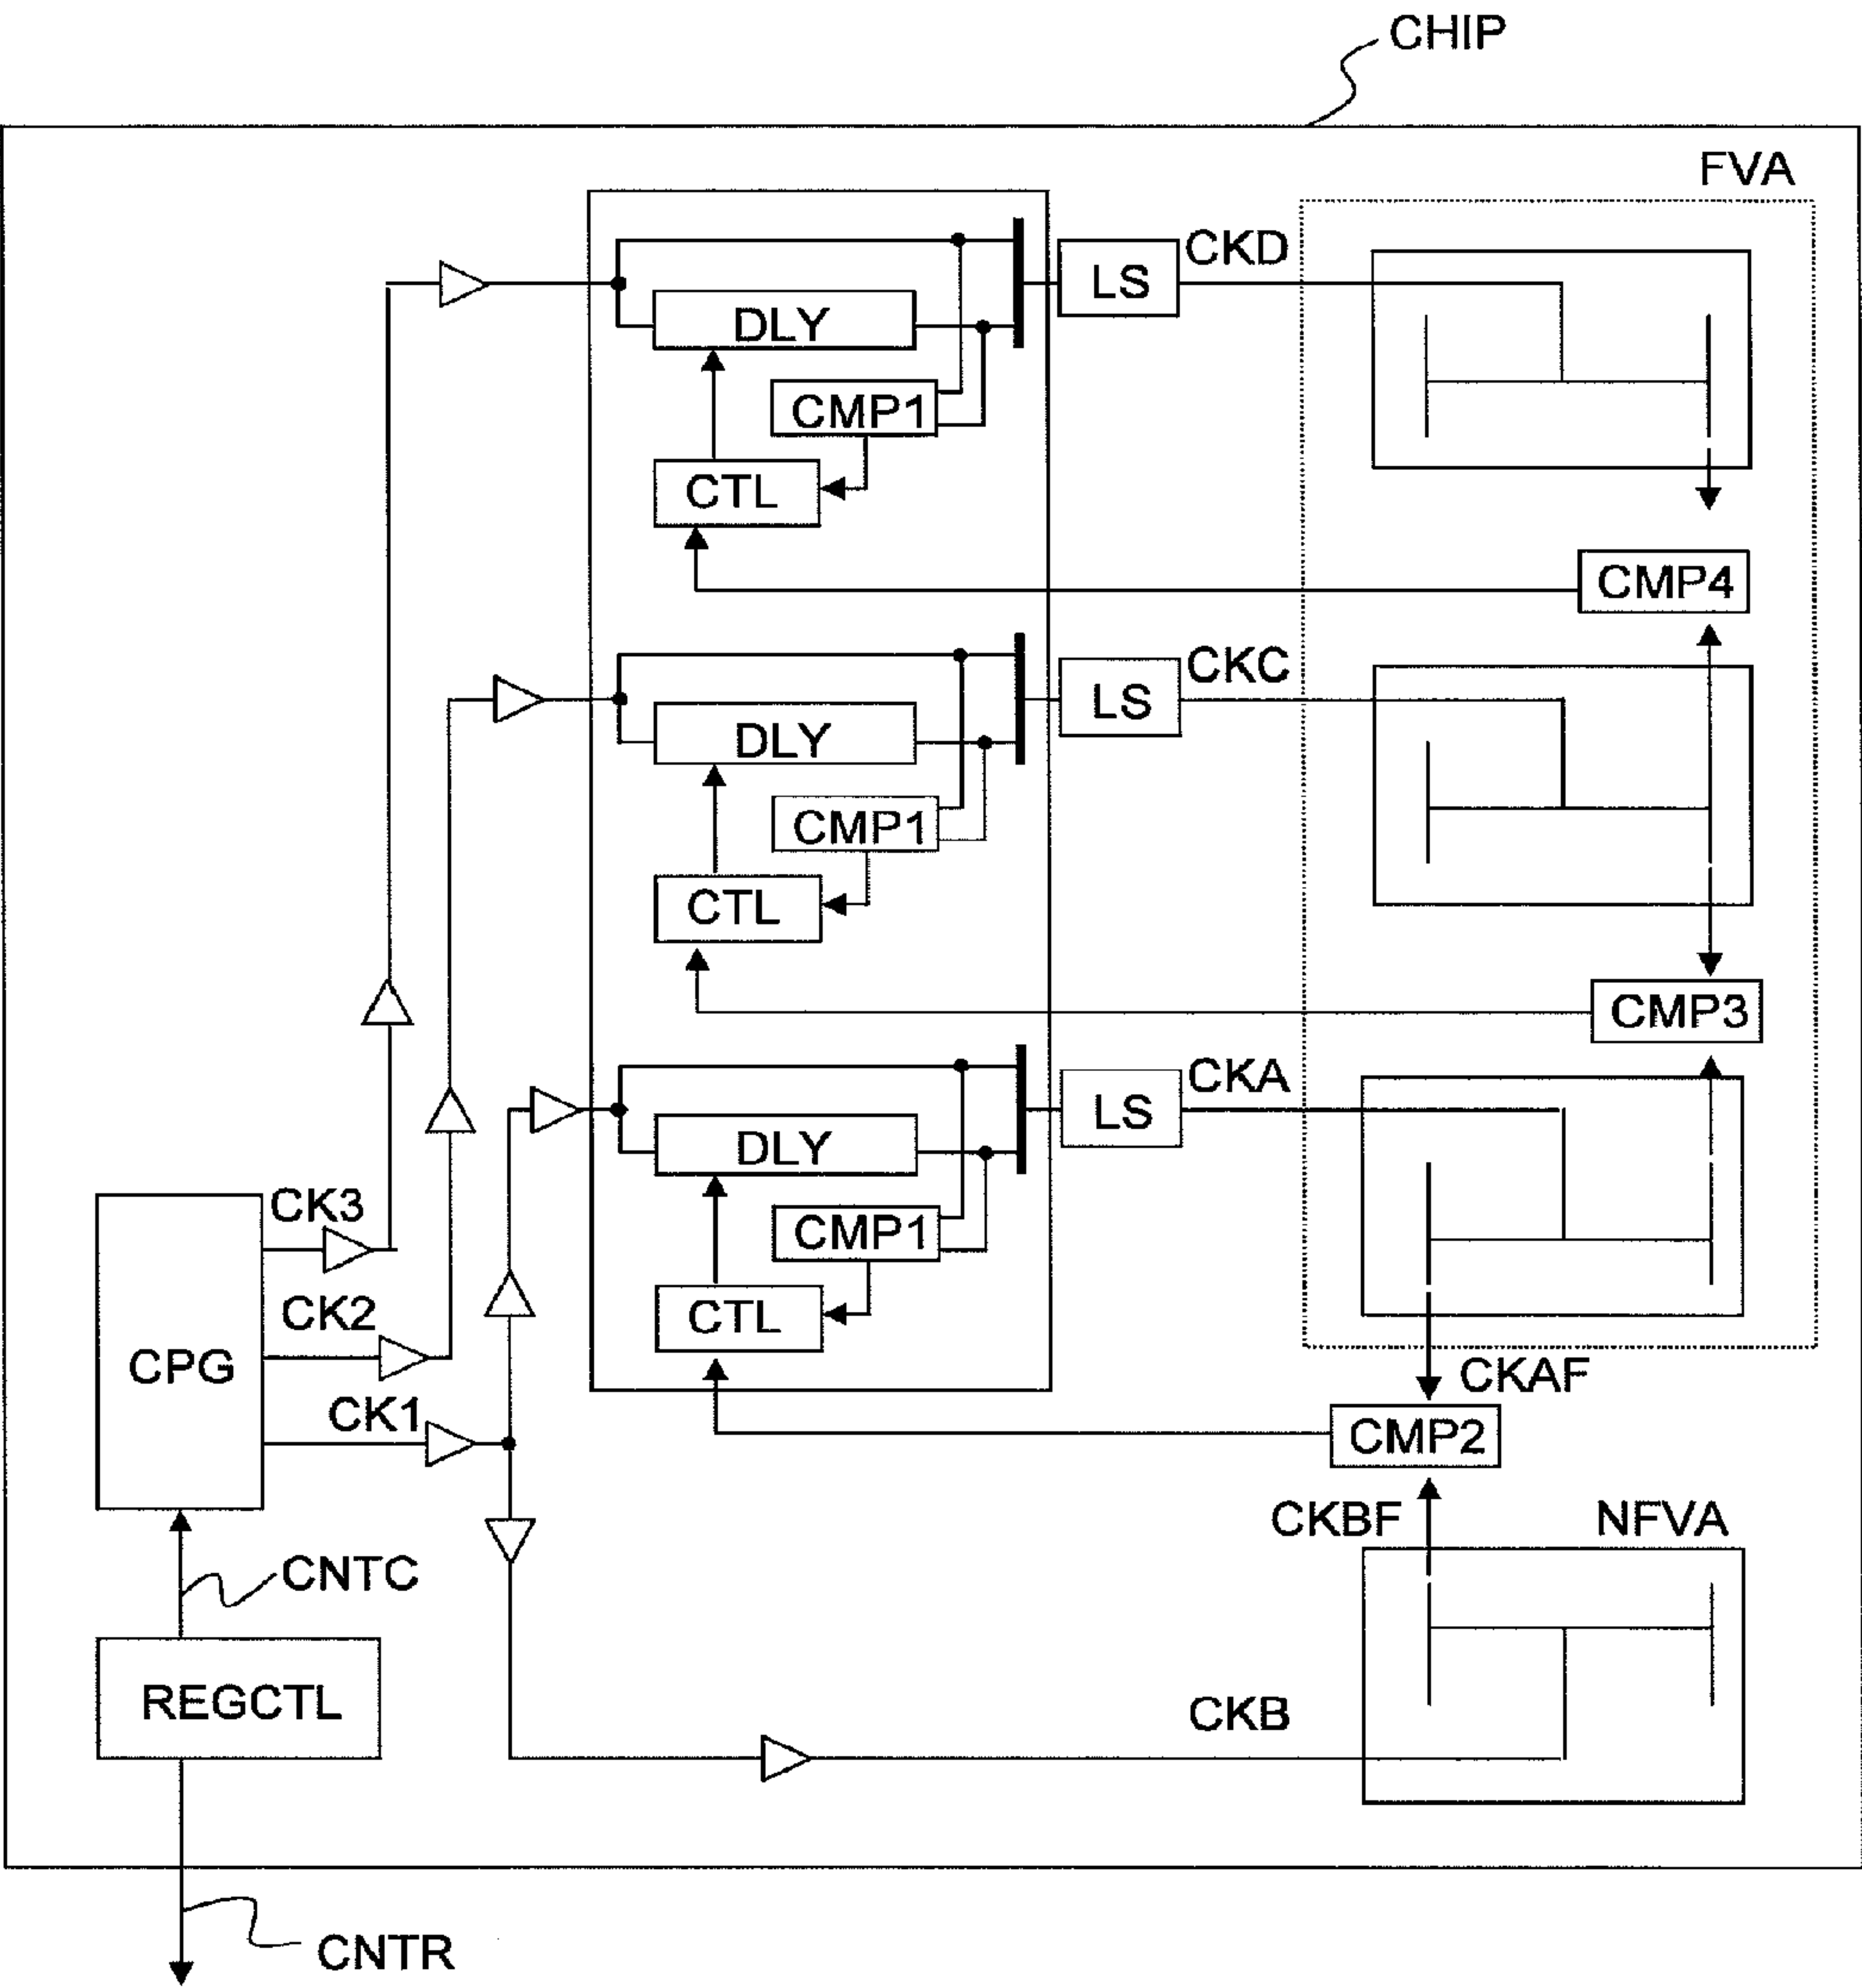 CHIP
FVA
CKD
LS
DLY
CMP1
CTL
CMP4
CKC
LS
DLY
CMP1
CTL
CMP3
CKA
LS
DLY
CMP1
CK3
CTL
CK2
CPG
CKAF
CK1
CMP2
CKBF
NFVA
CNTC
REGCTL
CKB
CNTR